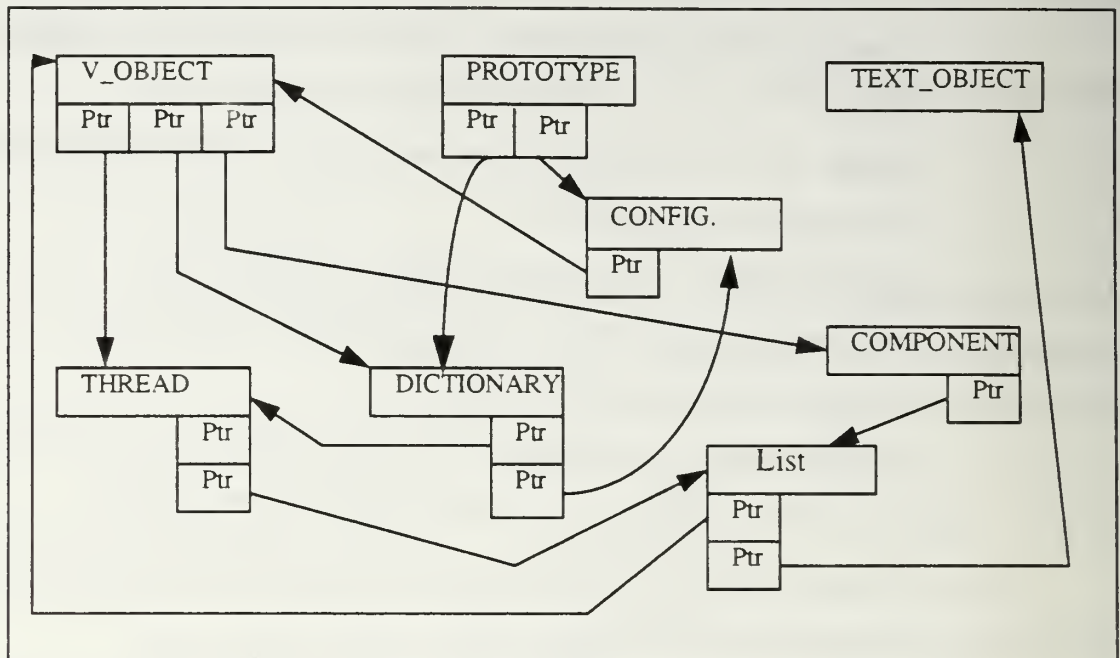 V_OBJECT
Ptr Ptr Ptr
PROTOTYPE
Ptr Ptr
TEXT_OBJECT
CONFIG.
Ptr
COMPONENT
Ptr
THREAD
Ptr
Ptr
DICTIONARY
Ptr
Ptr
List
Ptr
Ptr